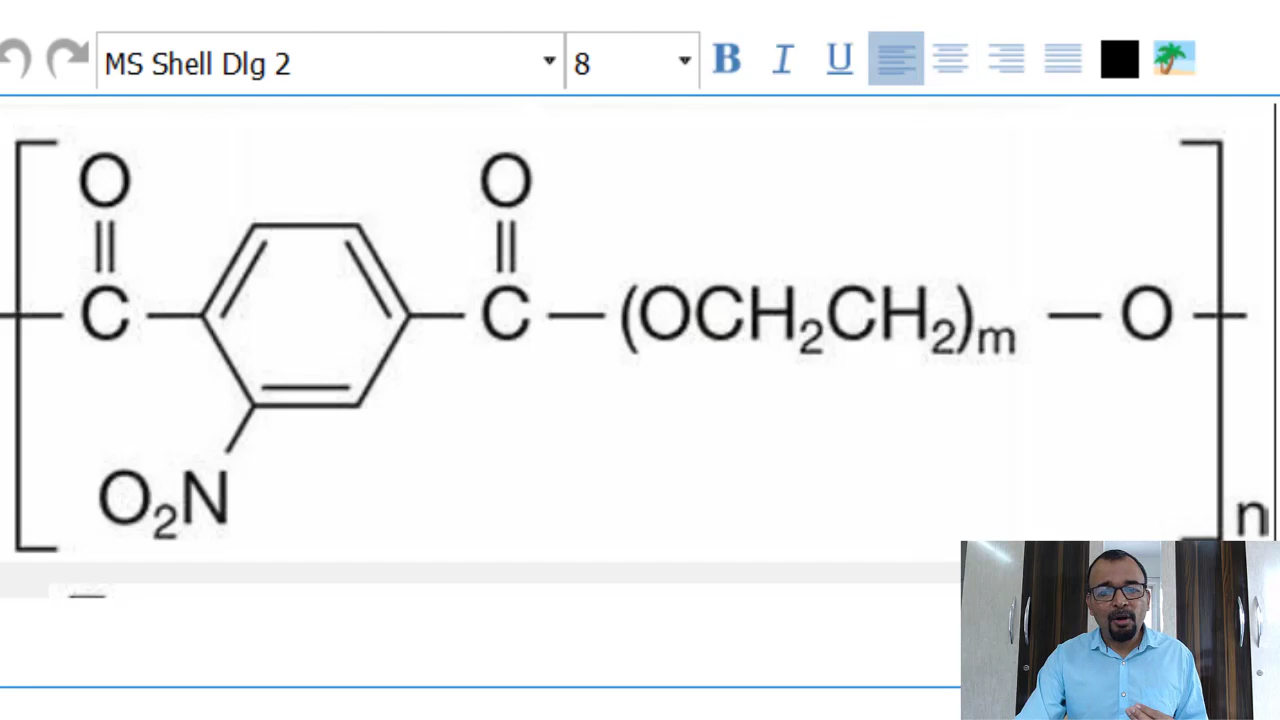 MS Shell Dlg 2 8 B I U
O O
C C (OCH₂CH₂)m O
O₂N
n